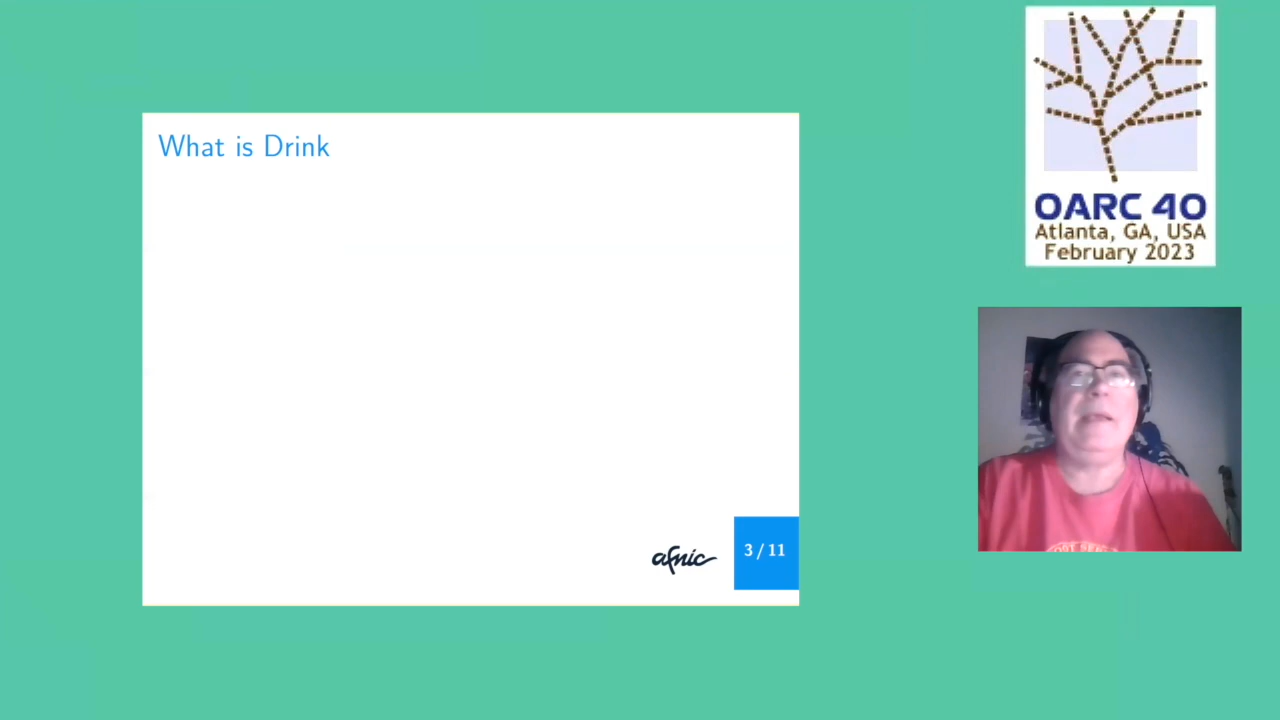 What is Drink
afnic
3 / 11
OARC 40
Atlanta, GA, USA
February 2023